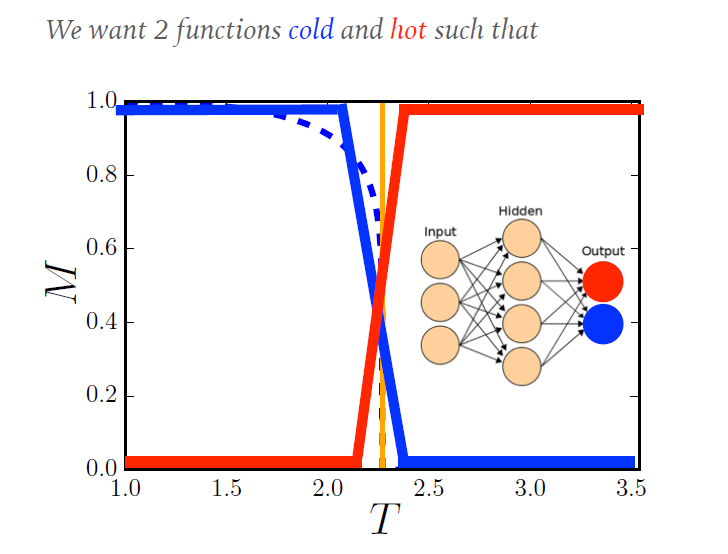 We want 2 functions cold and hot such that
1.0
0.8
0.6
0.4
0.2
0.0
M
Input
Hidden
Output
1.0 1.5 2.0 2.5 3.0 3.5
T